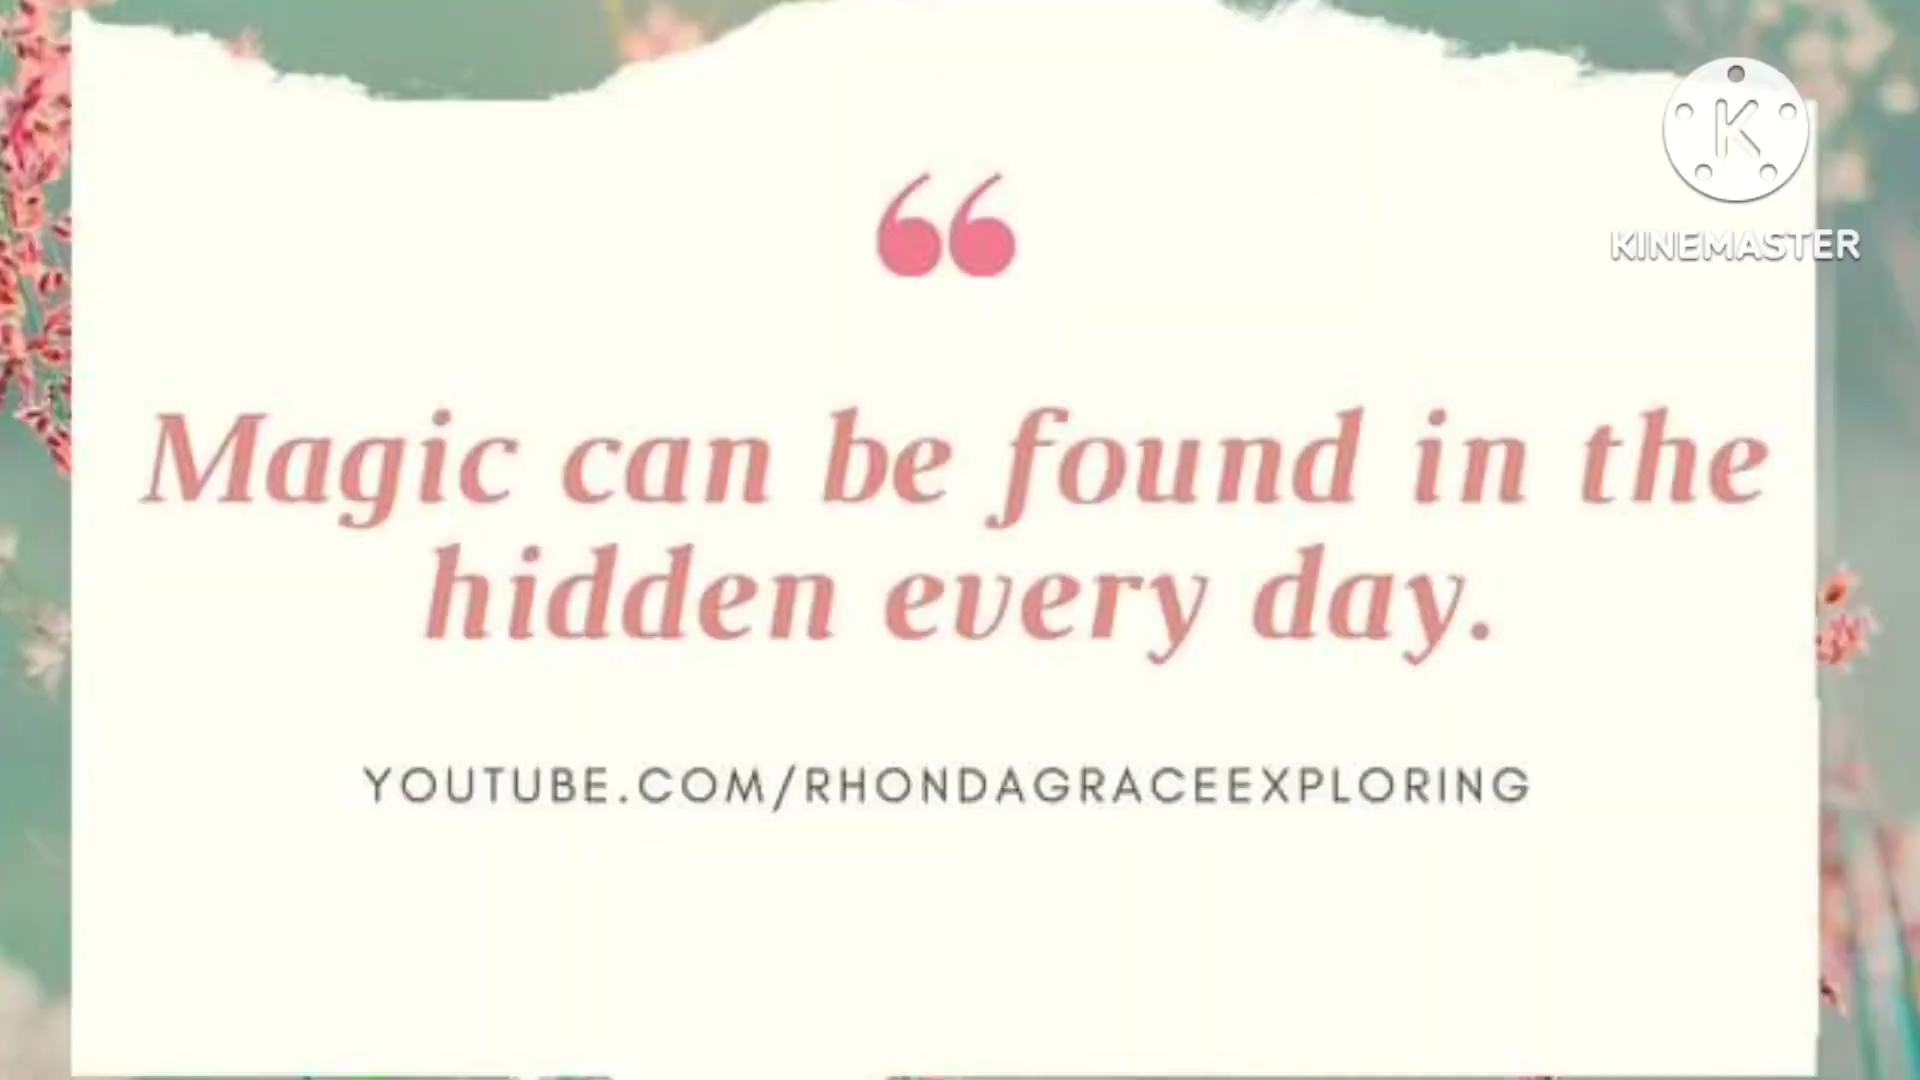 K
KINEMASTER
“
Magic can be found in the
hidden every day.
YOUTUBE.COM/RHONDAGRACEEXPLORING